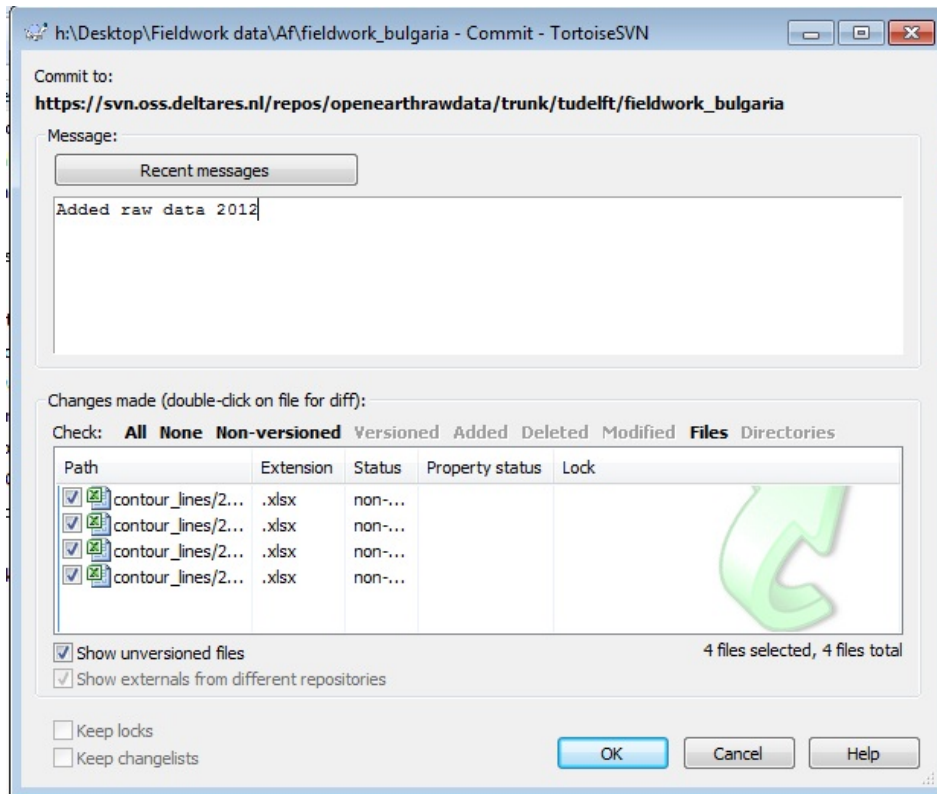 h:\Desktop\Fieldwork data\Af\fieldwork_bulgaria - Commit - TortoiseSVN
Commit to:
https://svn.oss.deltares.nl/repos/openearthrawdata/trunk/tudelft/fieldwork_bulgaria
Message:
Recent messages
Added raw data 2012
Changes made (double-click on file for diff):
Check: All None Non-versioned Versioned Added Deleted Modified Files Directories
Path Extension Status Property status Lock
contour_lines/2... .xlsx non-...
contour_lines/2... .xlsx non-...
contour_lines/2... .xlsx non-...
contour_lines/2... .xlsx non-...
Show unversioned files 4 files selected, 4 files total
Show externals from different repositories
Keep locks
Keep changelists OK Cancel Help